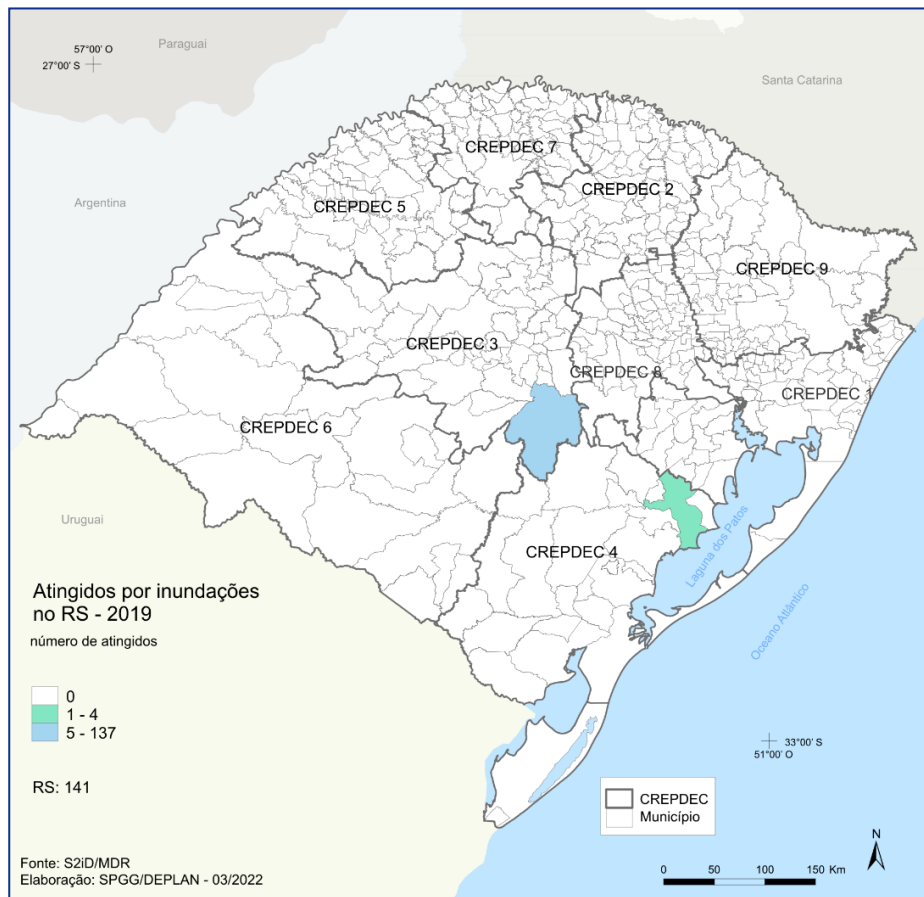 57°00' O
27°00' S
Paraguai
Santa Catarina
Argentina
CREPDEC 7
CREPDEC 2
CREPDEC 5
CREPDEC 9
CREPDEC 3
CREPDEC 8
CREPDEC 1
CREPDEC 6
Uruguai
CREPDEC 4
Laguna dos Patos
Oceano Atlântico
Atingidos por inundações
no RS - 2019
número de atingidos
0
1 - 4
5 - 137
33°00' S
51°00' O
RS: 141
CREPDEC
Município
N
Fonte: S2iD/MDR
Elaboração: SPGG/DEPLAN - 03/2022
0 50 100 150 Km